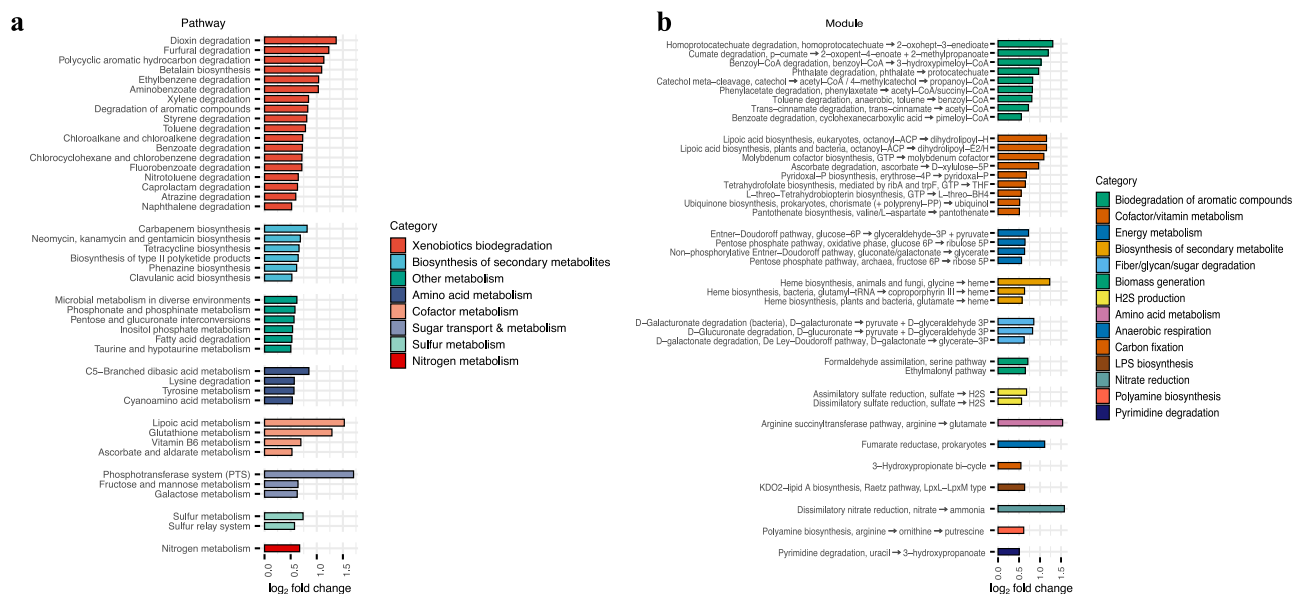 a
Pathway
Dioxin degradation
Furfural degradation
Polycyclic aromatic hydrocarbon degradation
Betalain biosynthesis
Ethylbenzene degradation
Aminobenzoate degradation
Xylene degradation
Degradation of aromatic compounds
Styrene degradation
Toluene degradation
Chloroalkane and chloroalkene degradation
Benzoate degradation
Chlorocyclohexane and chlorobenzene degradation
Fluorobenzoate degradation
Nitrotoluene degradation
Caprolactam degradation
Atrazine degradation
Naphthalene degradation
Carbapenem biosynthesis
Neomycin, kanamycin and gentamicin biosynthesis
Tetracycline biosynthesis
Biosynthesis of type II polyketide products
Phenazine biosynthesis
Clavulanic acid biosynthesis
Microbial metabolism in diverse environments
Phosphonate and phosphinate metabolism
Pentose and glucuronate interconversions
Inositol phosphate metabolism
Fatty acid degradation
Taurine and hypotaurine metabolism
C5−Branched dibasic acid metabolism
Lysine degradation
Tyrosine metabolism
Cyanoamino acid metabolism
Lipoic acid metabolism
Glutathione metabolism
Vitamin B6 metabolism
Ascorbate and aldarate metabolism
Phosphotransferase system (PTS)
Fructose and mannose metabolism
Galactose metabolism
Sulfur metabolism
Sulfur relay system
Nitrogen metabolism
0.0
0.5
1.0
1.5
log2 fold change
Category
Xenobiotics biodegradation
Biosynthesis of secondary metabolites
Other metabolism
Amino acid metabolism
Cofactor metabolism
Sugar transport & metabolism
Sulfur metabolism
Nitrogen metabolism
b
Module
Homoprotocatechuate degradation, homoprotocatechuate → 2−oxohept−3−enedioate
Cumate degradation, p−cumate → 2−oxopent−4−enoate + 2−methylpropanoate
Benzoyl−CoA degradation, benzoyl−CoA → 3−hydroxypimeloyl−CoA
Phthalate degradation, phthalate → protocatechuate
Catechol meta−cleavage, catechol → acetyl−CoA / 4−methylcatechol → propanoyl−CoA
Phenylacetate degradation, phenylaxetate → acetyl−CoA/succinyl−CoA
Toluene degradation, anaerobic, toluene → benzoyl−CoA
Trans−cinnamate degradation, trans−cinnamate → acetyl−CoA
Benzoate degradation, cyclohexanecarboxylic acid → pimeloyl−CoA
Lipoic acid biosynthesis, eukaryotes, octanoyl−ACP → dihydrolipoyl−H
Lipoic acid biosynthesis, plants and bacteria, octanoyl−ACP → dihydrolipoyl−E2/H
Molybdenum cofactor biosynthesis, GTP → molybdenum cofactor
Ascorbate degradation, ascorbate → D−xylulose−5P
Pyridoxal−P biosynthesis, erythrose−4P → pyridoxal−P
Tetrahydrofolate biosynthesis, mediated by ribA and trpF, GTP → THF
L−threo−Tetrahydrobiopterin biosynthesis, GTP → L−threo−BH4
Ubiquinone biosynthesis, prokaryotes, chorismate (+ polyprenyl−PP) → ubiquinol
Pantothenate biosynthesis, valine/L−aspartate → pantothenate
Entner−Doudoroff pathway, glucose−6P → glyceraldehyde−3P + pyruvate
Pentose phosphate pathway, oxidative phase, glucose 6P → ribulose 5P
Non−phosphorylative Entner−Doudoroff pathway, gluconate/galactonate → glycerate
Pentose phosphate pathway, archaea, fructose 6P → ribose 5P
Heme biosynthesis, animals and fungi, glycine → heme
Heme biosynthesis, bacteria, glutamyl−tRNA → coproporphyrin III → heme
Heme biosynthesis, plants and bacteria, glutamate → heme
D−Galacturonate degradation (bacteria), D−galacturonate → pyruvate + D−glyceraldehyde 3P
D−Glucuronate degradation, D−glucuronate → pyruvate + D−glyceraldehyde 3P
D−galactonate degradation, De Ley−Doudoroff pathway, D−galactonate → glycerate−3P
Formaldehyde assimilation, serine pathway
Ethylmalonyl pathway
Assimilatory sulfate reduction, sulfate → H2S
Dissimilatory sulfate reduction, sulfate → H2S
Arginine succinyltransferase pathway, arginine → glutamate
Fumarate reductase, prokaryotes
3−Hydroxypropionate bi−cycle
KDO2−lipid A biosynthesis, Raetz pathway, LpxL−LpxM type
Dissimilatory nitrate reduction, nitrate → ammonia
Polyamine biosynthesis, arginine → ornithine → putrescine
Pyrimidine degradation, uracil → 3−hydroxypropanoate
0.0
0.5
1.0
1.5
log2 fold change
Category
Biodegradation of aromatic compounds
Cofactor/vitamin metabolism
Energy metabolism
Biosynthesis of secondary metabolite
Fiber/glycan/sugar degradation
Biomass generation
H2S production
Amino acid metabolism
Anaerobic respiration
Carbon fixation
LPS biosynthesis
Nitrate reduction
Polyamine biosynthesis
Pyrimidine degradation